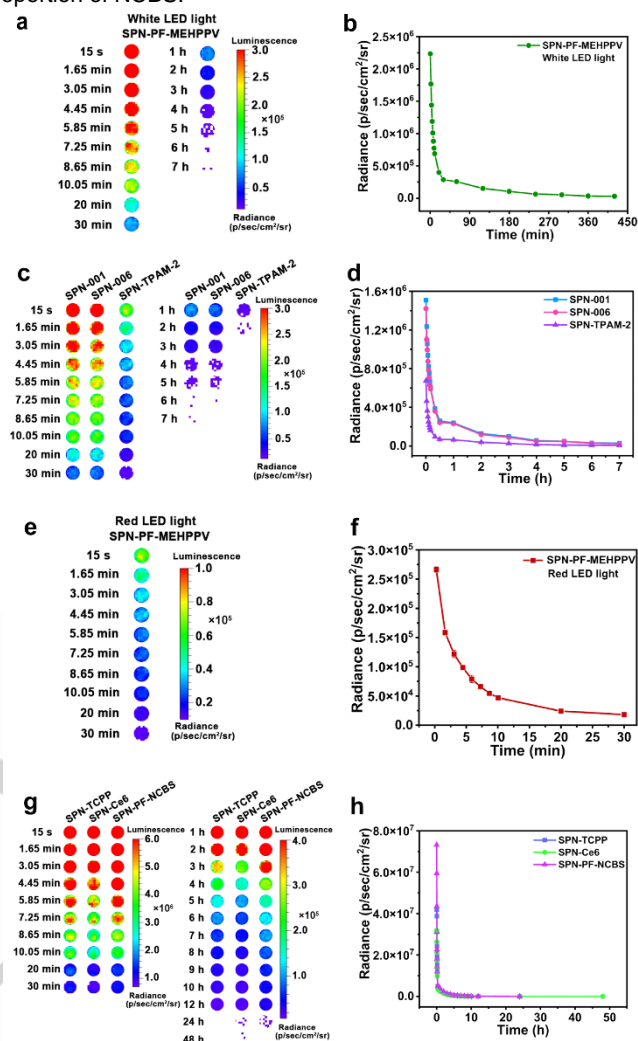 oportion of NCBS.
a
White LED light
SPN-PF-MEHPPV
15 s
1.65 min
3.05 min
4.45 min
5.85 min
7.25 min
8.65 min
10.05 min
20 min
30 min
1 h
2 h
3 h
4 h
5 h
6 h
7 h
Luminescence
3.0
2.0
×10⁵
1.0
0.5
Radiance
(p/sec/cm²/sr)
b
SPN-PF-MEHPPV
White LED light
Radiance (p/sec/cm²/sr)
2.5×10⁶
2.0×10⁶
1.5×10⁶
1.0×10⁶
5.0×10⁵
0.0
0 90 180 270 360 450
Time (min)
c
SPN-001 SPN-006 SPN-TPAM-2
15 s
1.65 min
3.05 min
4.45 min
5.85 min
7.25 min
8.65 min
10.05 min
20 min
30 min
SPN-001 SPN-006 SPN-TPAM-2
1 h
2 h
3 h
4 h
5 h
6 h
7 h
Luminescence
3.0
2.0
×10⁵
1.0
0.5
Radiance
(p/sec/cm²/sr)
d
SPN-001
SPN-006
SPN-TPAM-2
Radiance (p/sec/cm²/sr)
1.6×10⁶
1.2×10⁶
8.0×10⁵
4.0×10⁵
0.0
0 1 2 3 4 5 6 7
Time (h)
e
Red LED light
SPN-PF-MEHPPV
15 s
1.65 min
3.05 min
4.45 min
5.85 min
7.25 min
8.65 min
10.05 min
20 min
30 min
Luminescence
1.0
0.8
×10⁵
0.6
0.4
0.2
Radiance
(p/sec/cm²/sr)
f
SPN-PF-MEHPPV
Red LED light
Radiance (p/sec/cm²/sr)
3.0×10⁵
2.5×10⁵
2.0×10⁵
1.5×10⁵
1.0×10⁵
5.0×10⁴
0.0
0 5 10 15 20 25 30
Time (min)
g
SPN-TCPP SPN-Ce6 SPN-PF-NCBS
15 s
1.65 min
3.05 min
4.45 min
5.85 min
7.25 min
8.65 min
10.05 min
20 min
30 min
Luminescence
6.0
5.0
4.0
×10⁶
3.0
2.0
1.0
Radiance
(p/sec/cm²/sr)
SPN-TCPP SPN-Ce6 SPN-PF-NCBS
1 h
2 h
3 h
4 h
5 h
6 h
7 h
8 h
9 h
10 h
12 h
24 h
48 h
Luminescence
4.0
3.0
×10⁵
2.0
1.0
Radiance
(p/sec/cm²/sr)
h
SPN-TCPP
SPN-Ce6
SPN-PF-NCBS
Radiance (p/sec/cm²/sr)
8.0×10⁷
6.0×10⁷
4.0×10⁷
2.0×10⁷
0.0
0 10 20 30 40 50
Time (h)